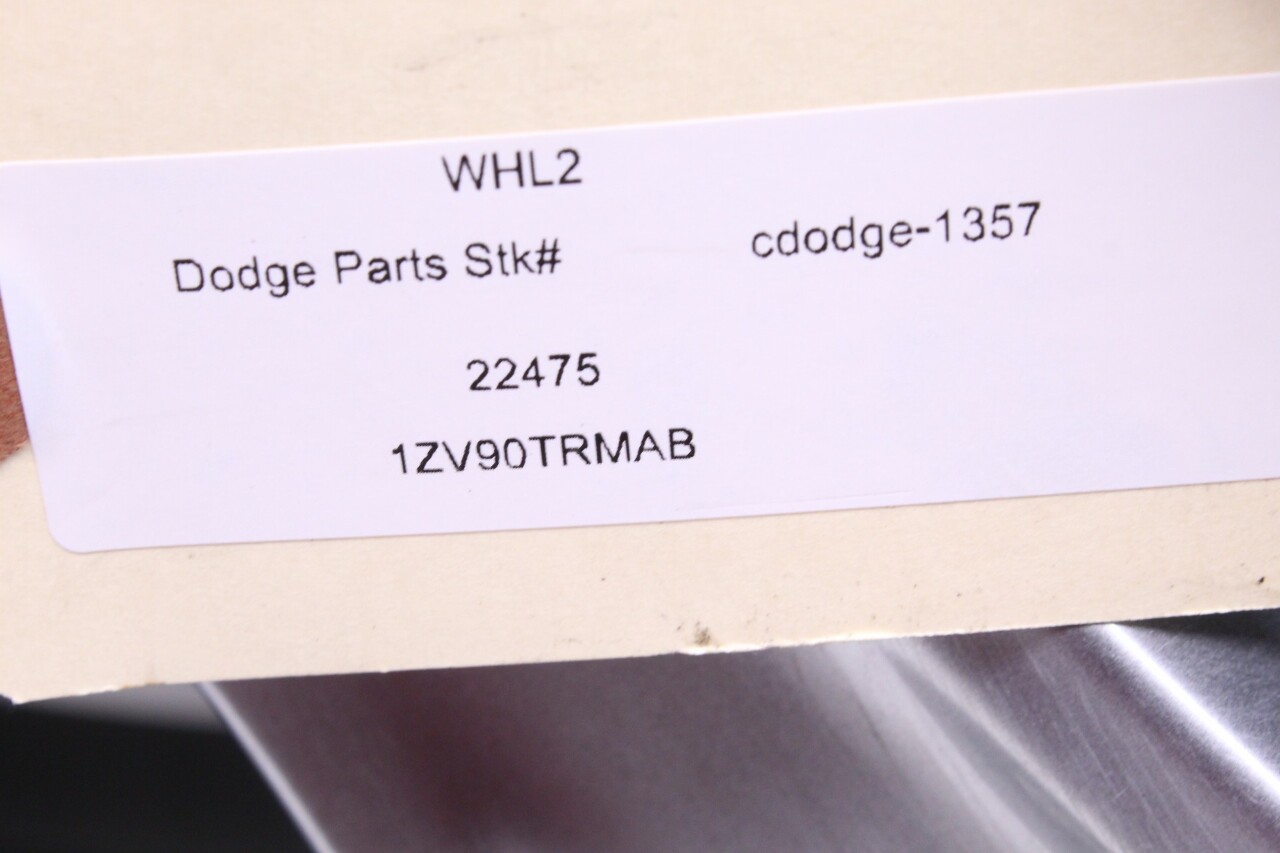 WHL2
Dodge Parts Stk# cdodge-1357
22475
1ZV90TRMAB